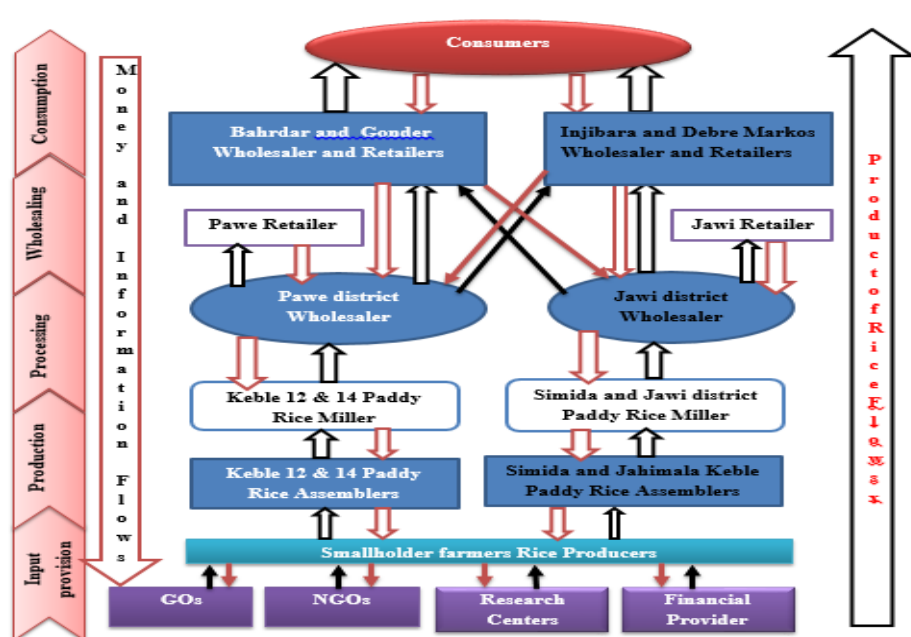 Consumers
Consumption
Money and Information Flows
Bahrdar and Gonder
Wholesaler and Retailers
Injibara and Debre Markos
Wholesaler and Retailers
Wholesaling
Pawe Retailer
Jawi Retailer
Pawe district
Wholesaler
Jawi district
Wholesaler
Processing
Keble 12 & 14 Paddy
Rice Miller
Simida and Jawi district
Paddy Rice Miller
Production
Keble 12 & 14 Paddy
Rice Assemblers
Simida and Jahimala Keble
Paddy Rice Assemblers
Smallholder farmers Rice Producers
Input
provision
GOs
NGOs
Research
Centers
Financial
Provider
Product of Rice